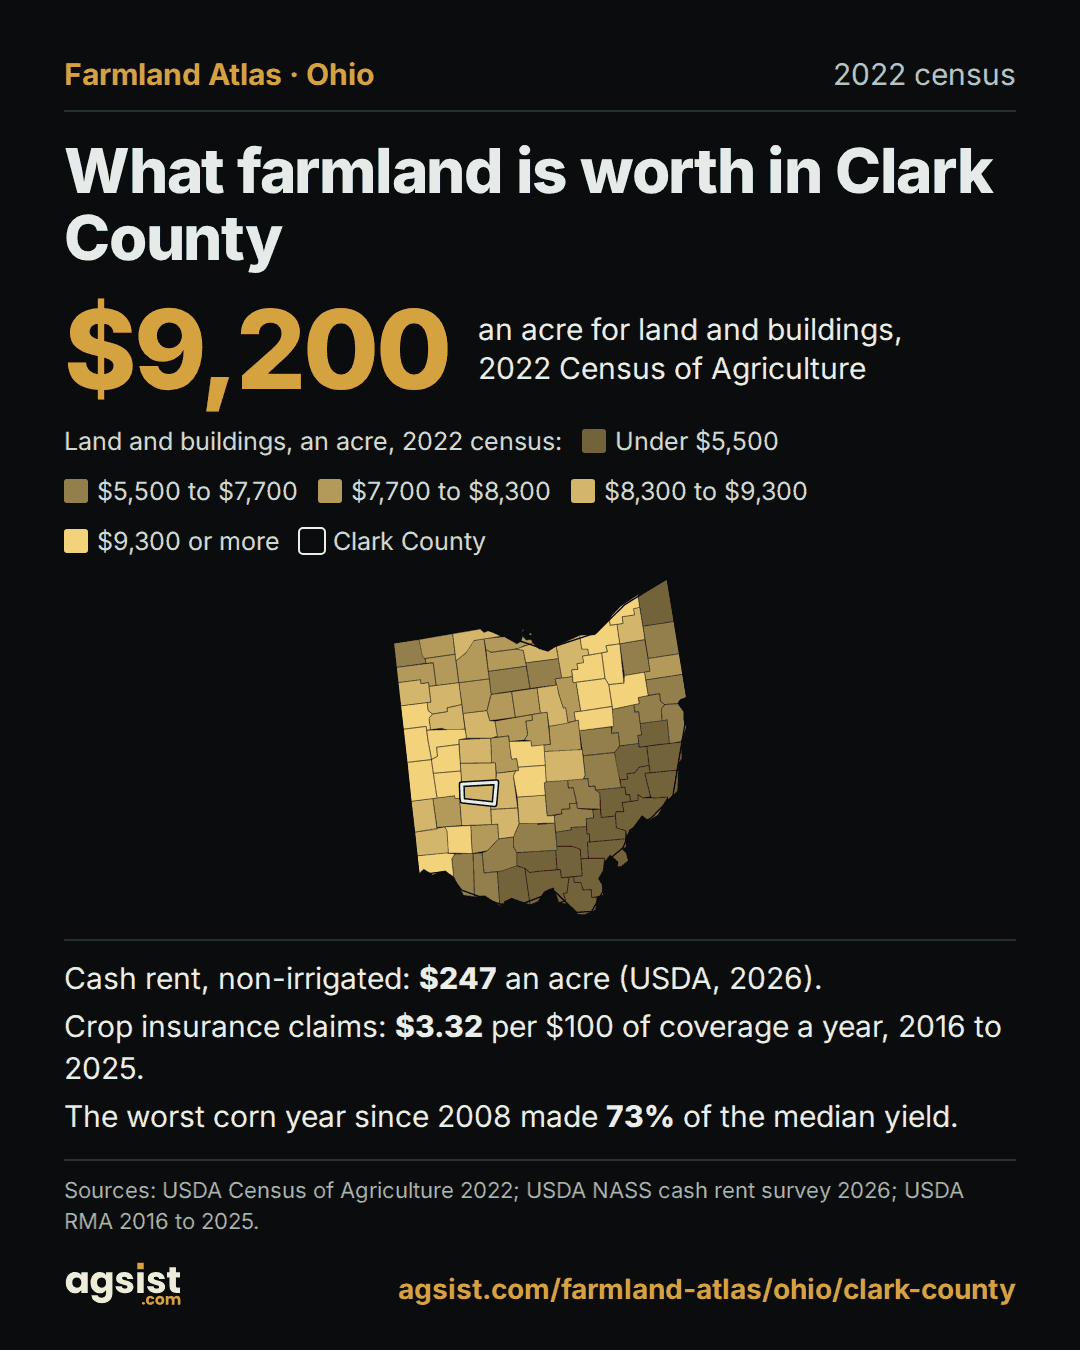 Farmland Atlas · Ohio
2022 census
What farmland is worth in Clark
County
$9,200
an acre for land and buildings,
2022 Census of Agriculture
Land and buildings, an acre, 2022 census: Under $5,500
$5,500 to $7,700 $7,700 to $8,300 $8,300 to $9,300
$9,300 or more Clark County
Cash rent, non-irrigated: $247 an acre (USDA, 2026).
Crop insurance claims: $3.32 per $100 of coverage a year, 2016 to
2025.
The worst corn year since 2008 made 73% of the median yield.
Sources: USDA Census of Agriculture 2022; USDA NASS cash rent survey 2026; USDA
RMA 2016 to 2025.
agsist
.com
agsist.com/farmland-atlas/ohio/clark-county